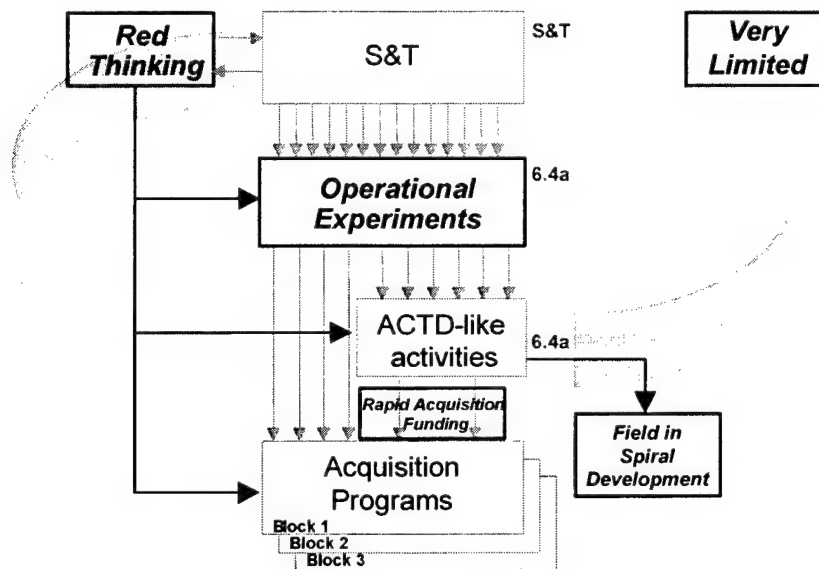 Red
Thinking
S&T
S&T
Very
Limited
Operational
Experiments
6.4a
ACTD-like
activities
6.4a
Rapid Acquisition
Funding
Field in
Spiral
Development
Acquisition
Programs
Block 1
Block 2
Block 3